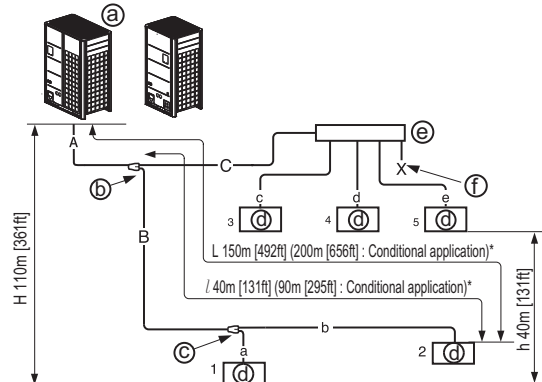 ⓐ
A
ⓔ
C
X
ⓑ
ⓕ
c
d
e
3 ⓓ
4 ⓓ
5 ⓓ
B
L 150m [492ft] (200m [656ft] : Conditional application)*
l 40m [131ft] (90m [295ft] : Conditional application)*
H 110m [361ft]
h 40m [131ft]
b
ⓒ
a
2 ⓓ
1 ⓓ